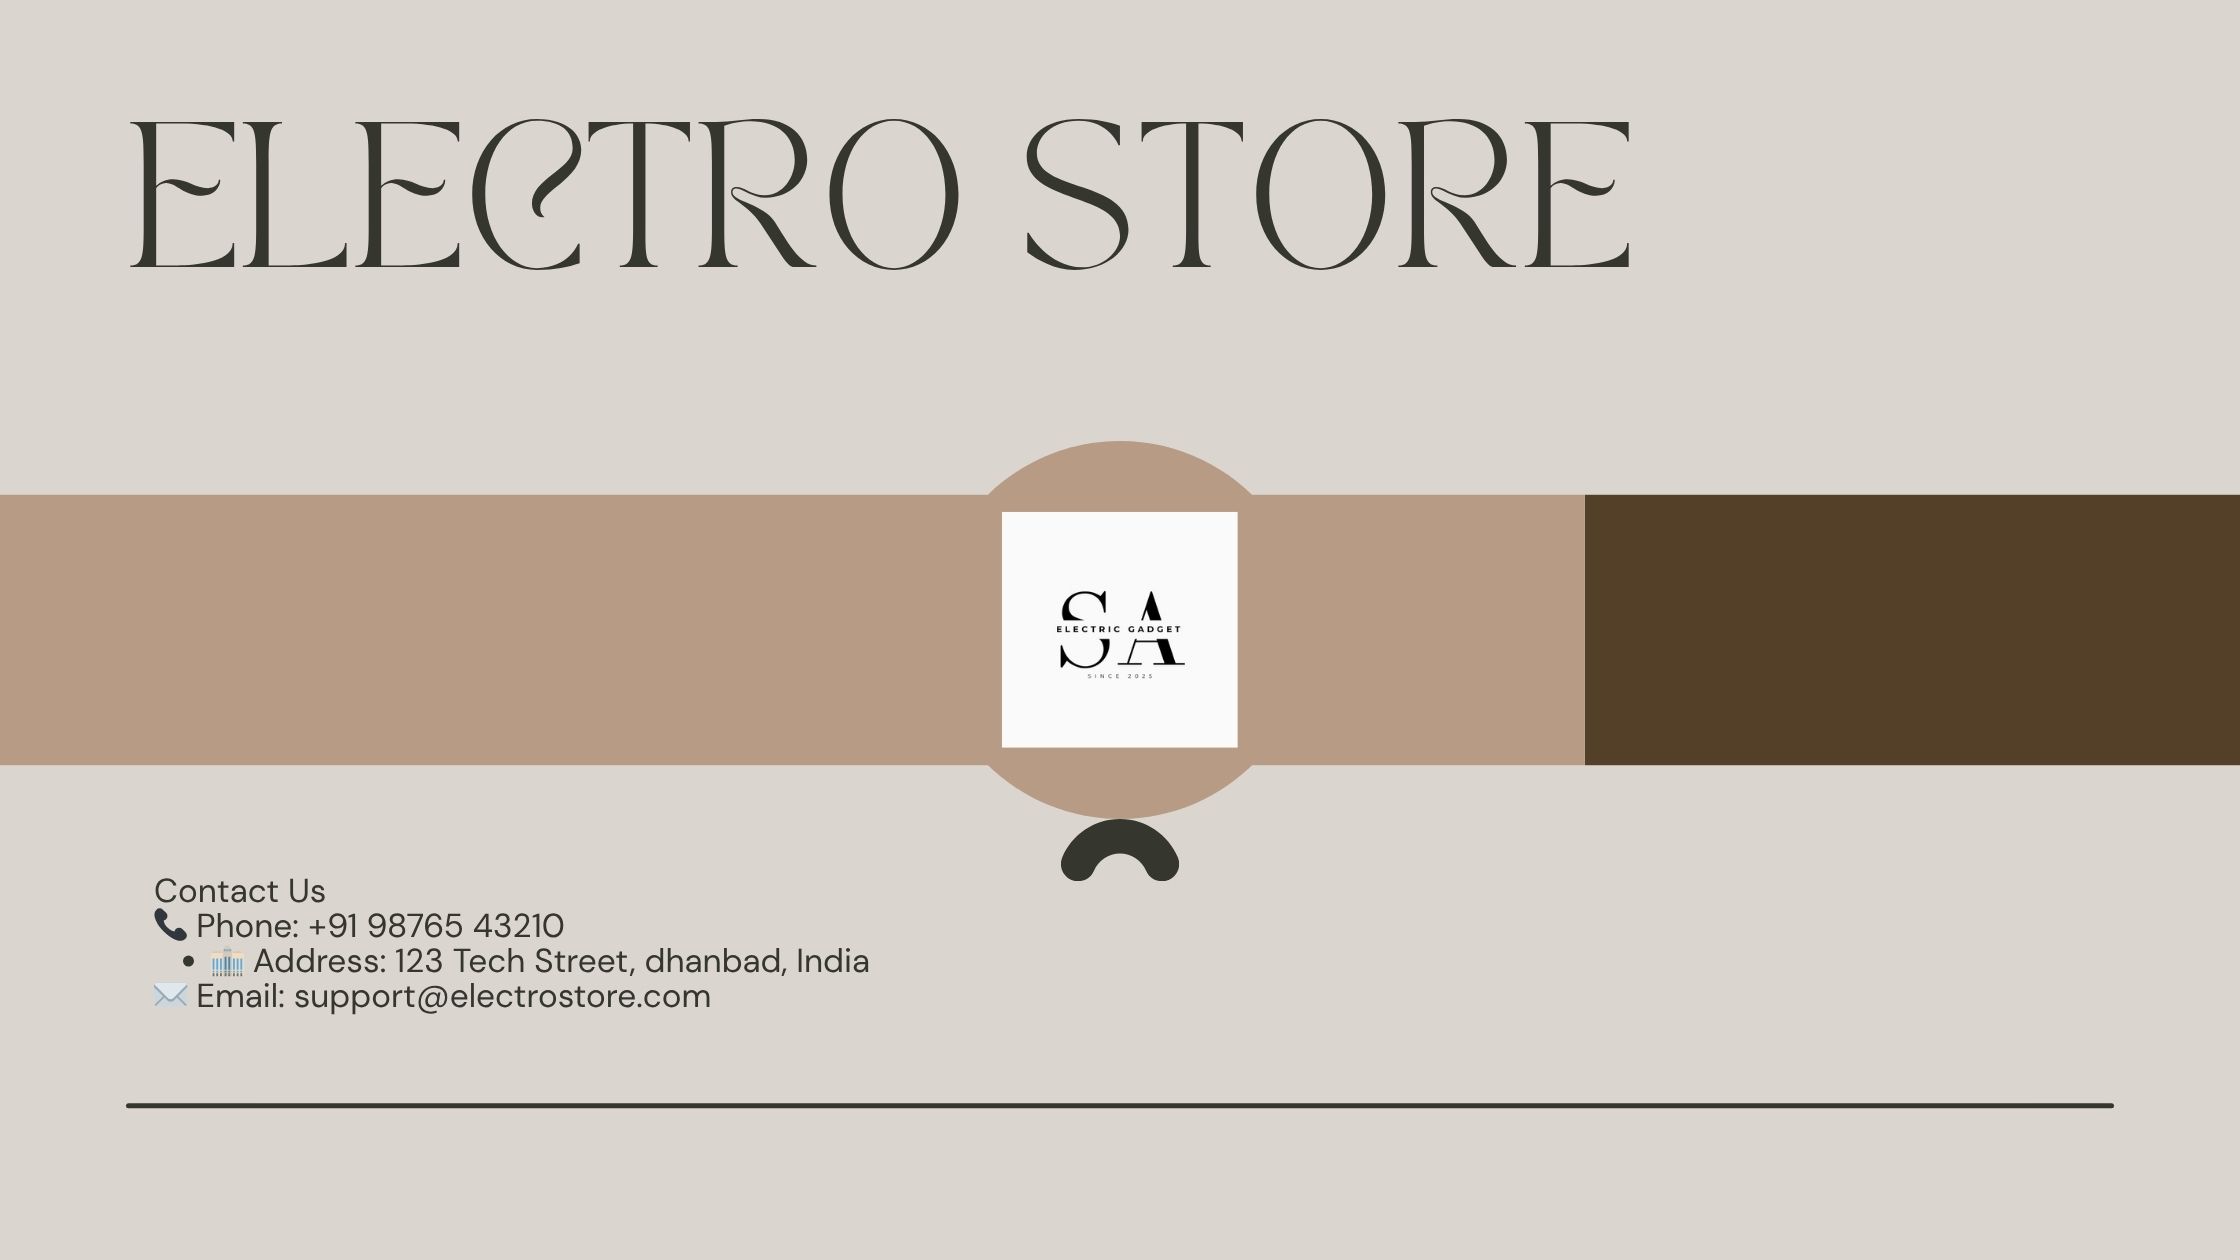 ELECTRO STORE
SA
ELECTRIC GADGET
SINCE 2025
Contact Us
📞 Phone: +91 98765 43210
• 🏬 Address: 123 Tech Street, dhanbad, India
✉️ Email: support@electrostore.com